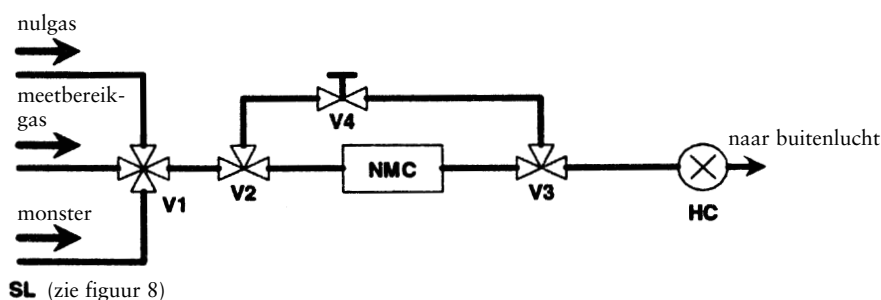 nulgas
meetbereik-
gas
V4
naar buitenlucht
NMC
V1
V2
V3
HC
monster
SL (zie figuur 8)